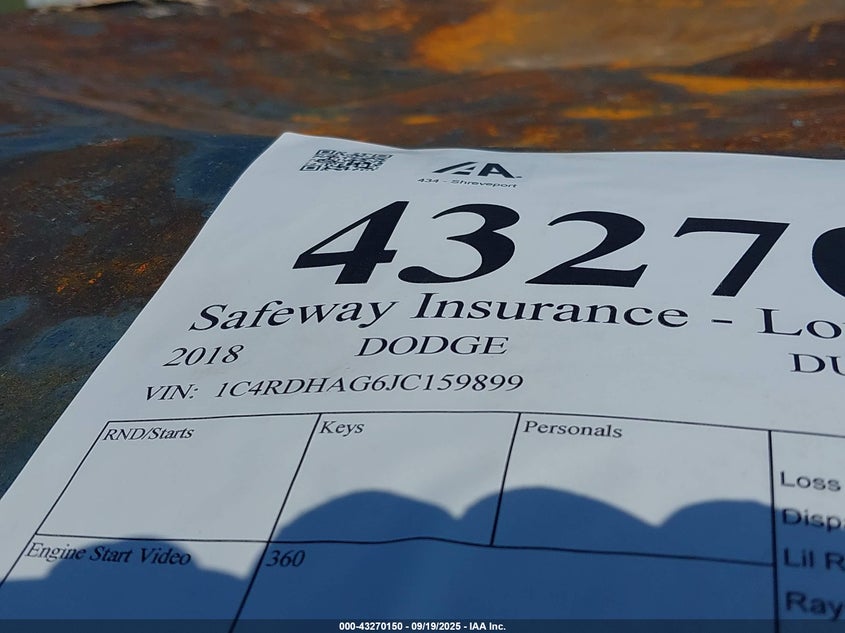 IAA
434 - Shreveport
4327
Safeway Insurance - Lo
2018 DODGE DU
VIN: 1C4RDHAG6JC159899
RND/Starts Keys Personals
Loss
Disp
Engine Start Video 360 Lil R
Ray
000-43270150 - 09/19/2025 - IAA Inc.